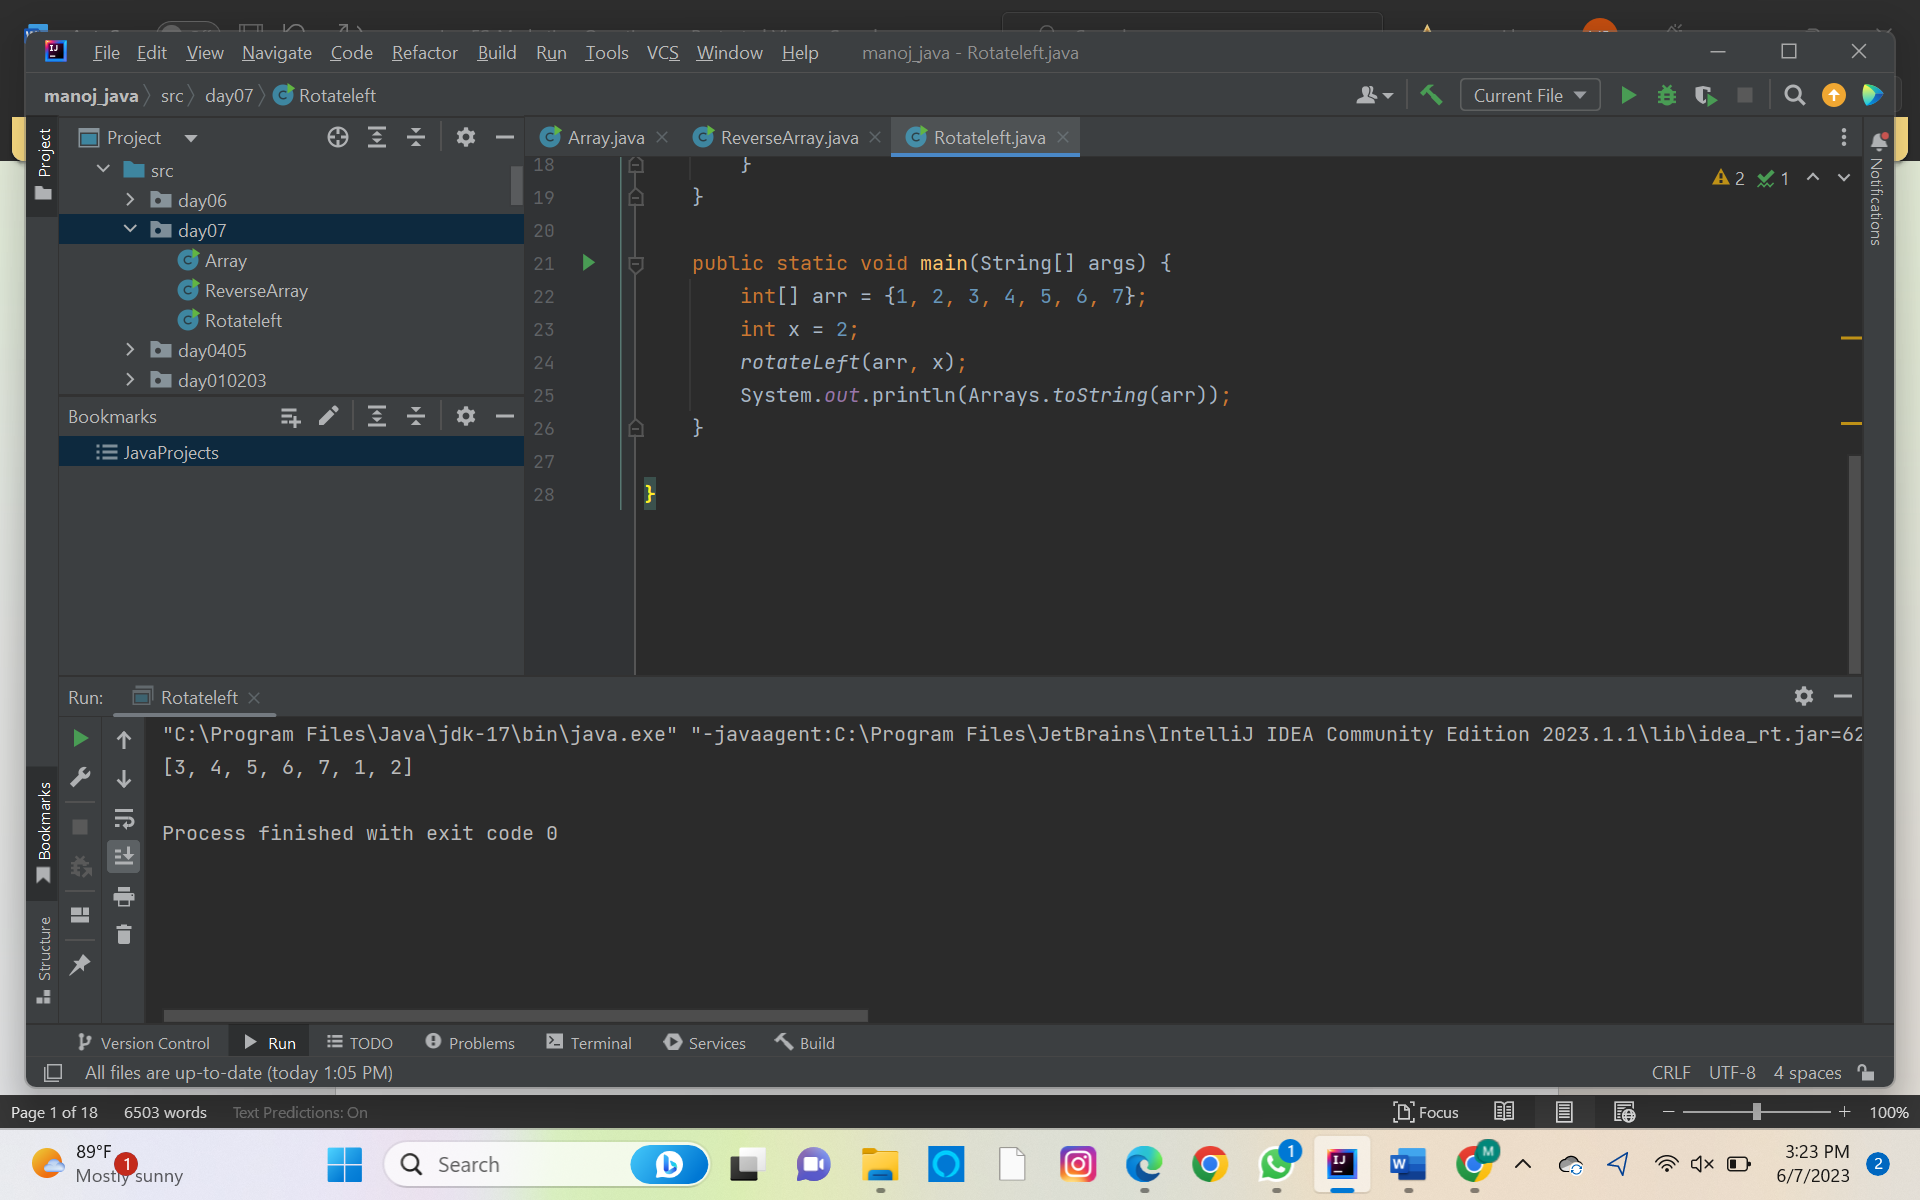 File Edit View Navigate Code Refactor Build Run Tools VCS Window Help manoj_java - Rotateleft.java
manoj_java src day07 Rotateleft
Current File
Project
Array.java
ReverseArray.java
Rotateleft.java
Project
src
day06
day07
Array
ReverseArray
Rotateleft
day0405
day010203
Bookmarks
JavaProjects
2 1
Notifications
18 }
19 }
20
21 public static void main(String[] args) {
22 int[] arr = {1, 2, 3, 4, 5, 6, 7};
23 int x = 2;
24 rotateLeft(arr, x);
25 System.out.println(Arrays.toString(arr));
26 }
27
28 }
Run: Rotateleft
"C:\Program Files\Java\jdk-17\bin\java.exe" "-javaagent:C:\Program Files\JetBrains\IntelliJ IDEA Community Edition 2023.1.1\lib\idea_rt.jar=62
[3, 4, 5, 6, 7, 1, 2]
Process finished with exit code 0
Bookmarks
Structure
Version Control Run TODO Problems Terminal Services Build
All files are up-to-date (today 1:05 PM)
CRLF UTF-8 4 spaces
Page 1 of 18 6503 words Text Predictions: On
Focus
100%
89°F
Mostly sunny
1
Search
1
M
3:23 PM
6/7/2023
2